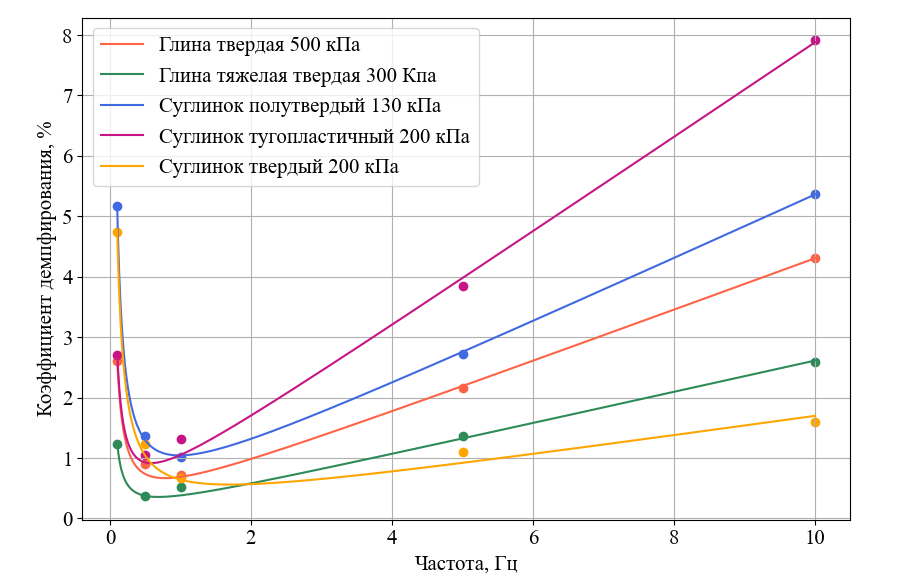 Глина твердая 500 кПа
Глина тяжелая твердая 300 Кпа
Суглинок полутвердый 130 кПа
Суглинок тугопластичный 200 кПа
Суглинок твердый 200 кПа
Коэффициент демпфирования, %
8
7
6
5
4
3
2
1
0
0 2 4 6 8 10
Частота, Гц